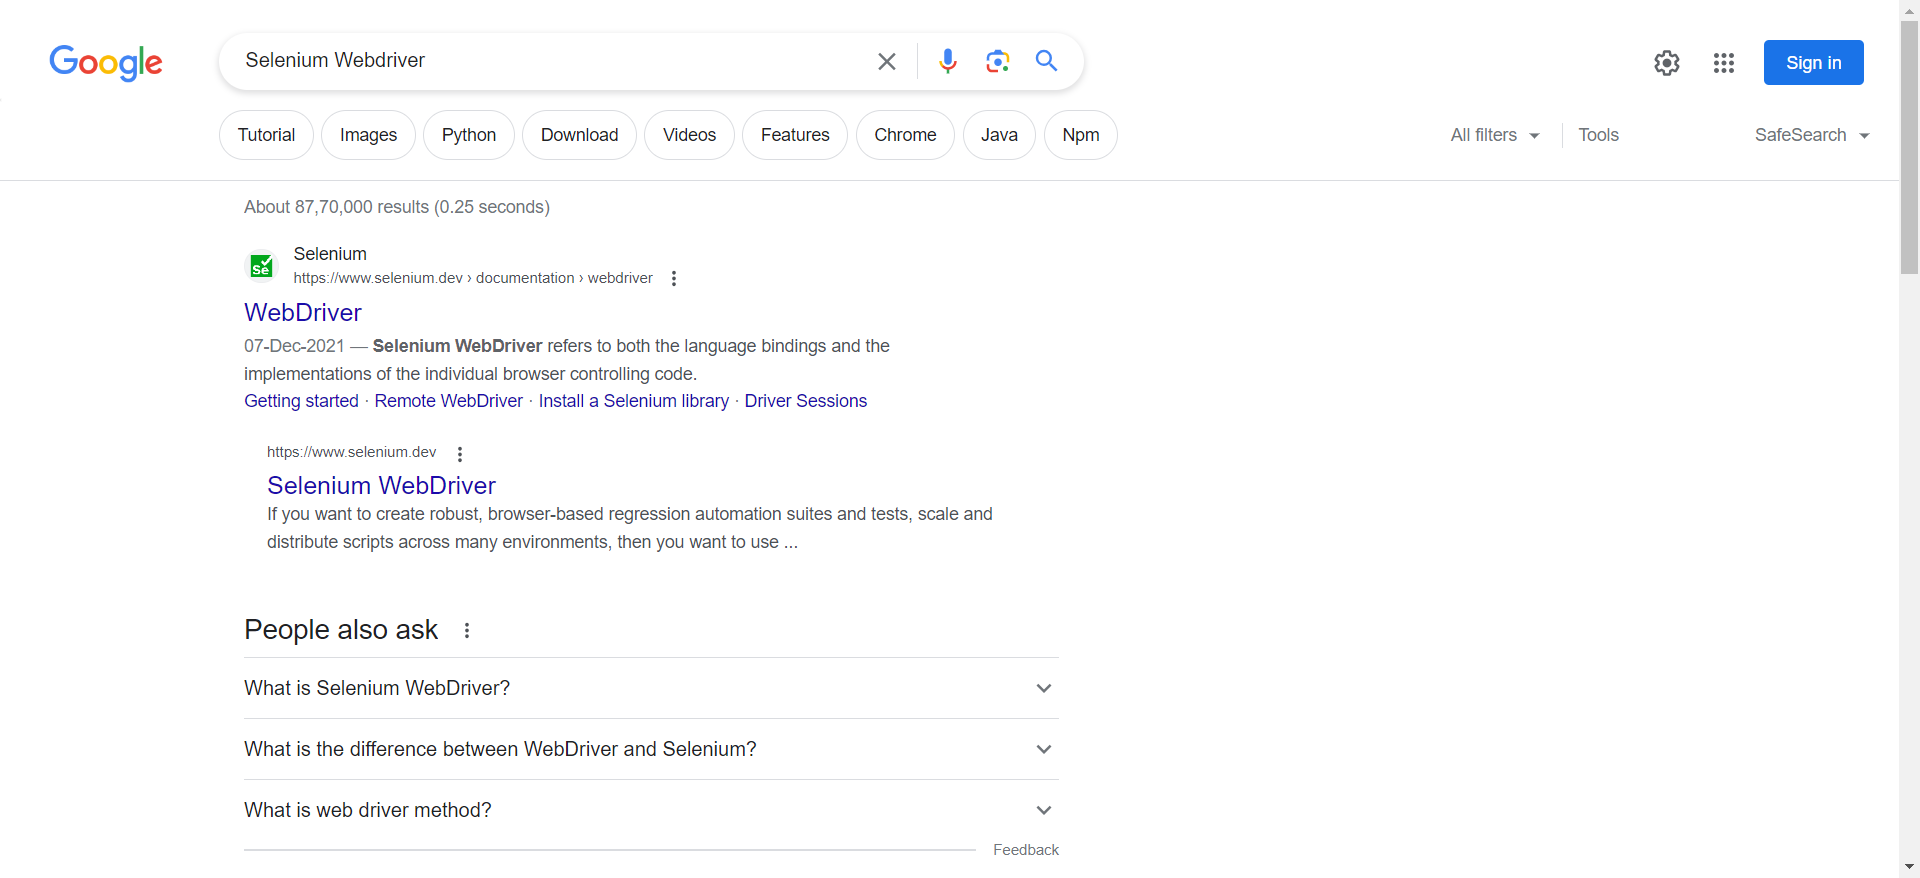 Google
Selenium Webdriver
Sign in
Tutorial Images Python Download Videos Features Chrome Java Npm All filters Tools SafeSearch
About 87,70,000 results (0.25 seconds)
Se
Selenium
https://www.selenium.dev › documentation › webdriver
WebDriver
07-Dec-2021 — Selenium WebDriver refers to both the language bindings and the
implementations of the individual browser controlling code.
Getting started · Remote WebDriver · Install a Selenium library · Driver Sessions
https://www.selenium.dev
Selenium WebDriver
If you want to create robust, browser-based regression automation suites and tests, scale and
distribute scripts across many environments, then you want to use ...
People also ask
What is Selenium WebDriver?
What is the difference between WebDriver and Selenium?
What is web driver method?
Feedback